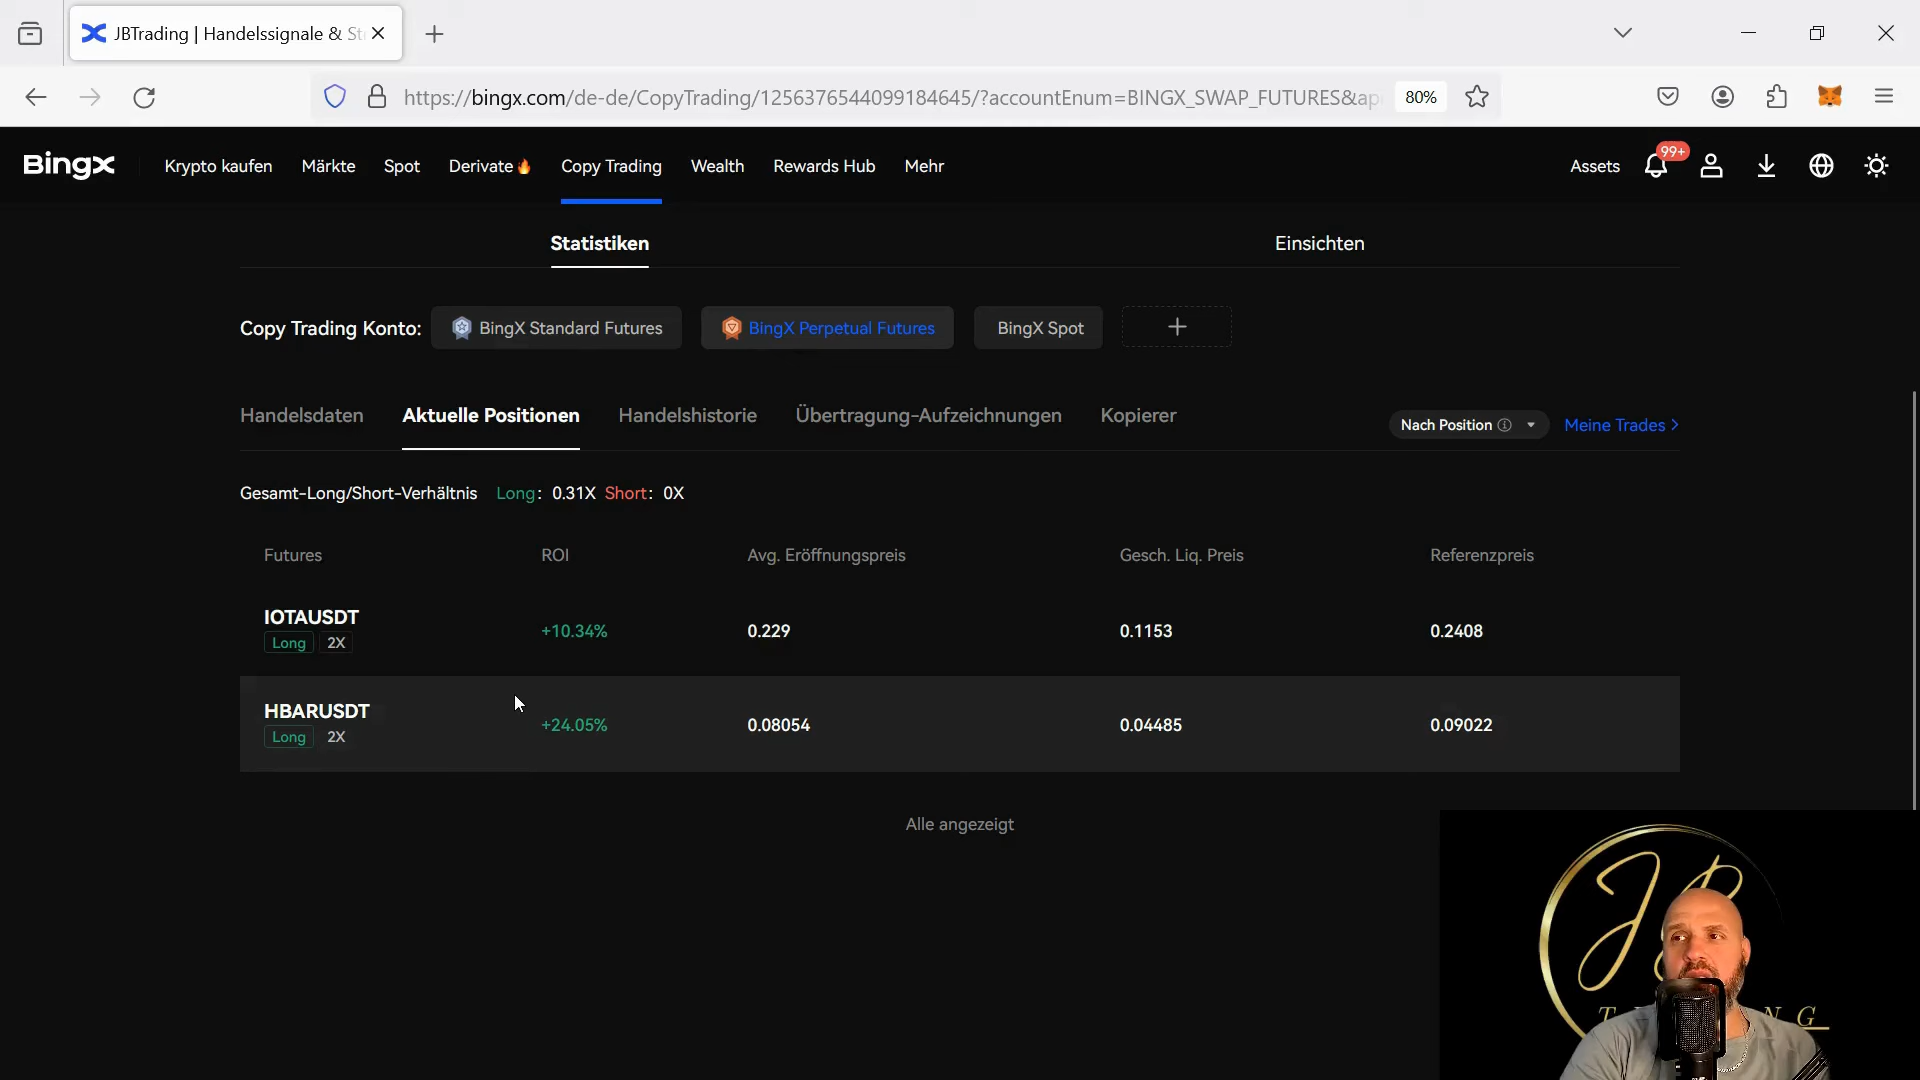 JBTrading | Handelssignale & St
https://bingx.com/de-de/CopyTrading/1256376544099184645/?accountEnum=BINGX_SWAP_FUTURES&ap
80%
BingX
Krypto kaufen
Märkte
Spot
Derivate
Copy Trading
Wealth
Rewards Hub
Mehr
Assets
99+
Statistiken
Einsichten
Copy Trading Konto:
BingX Standard Futures
BingX Perpetual Futures
BingX Spot
Handelsdaten
Aktuelle Positionen
Handelshistorie
Übertragung-Aufzeichnungen
Kopierer
Nach Position
Meine Trades
Gesamt-Long/Short-Verhältnis Long: 0.31X Short: 0X
Futures ROI Avg. Eröffnungspreis Gesch. Liq. Preis Referenzpreis
IOTAUSDT
Long 2X
+10.34% 0.229 0.1153 0.2408
HBARUSDT
Long 2X
+24.05% 0.08054 0.04485 0.09022
Alle angezeigt